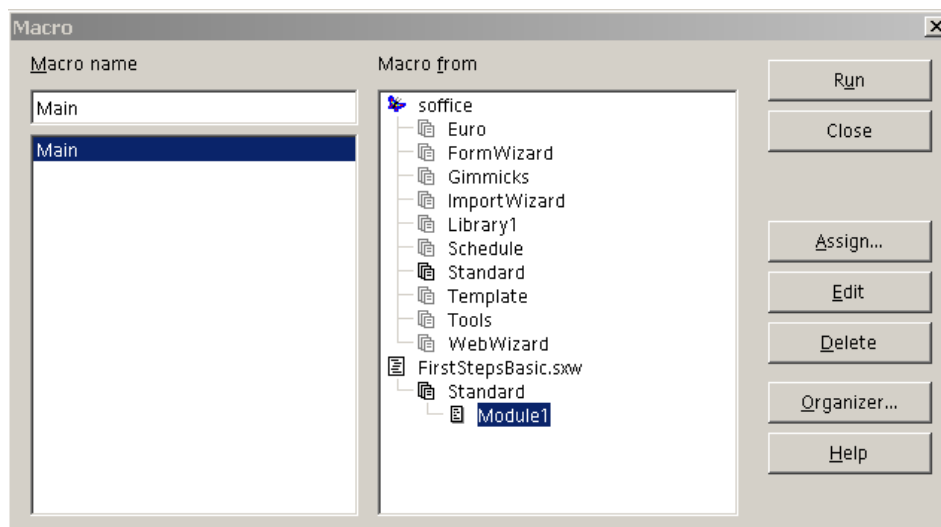 Macro
Macro name
Main
Main
Macro from
soffice
Euro
FormWizard
Gimmicks
ImportWizard
Library1
Schedule
Standard
Template
Tools
WebWizard
FirstStepsBasic.sxw
Standard
Module1
Run
Close
Assign...
Edit
Delete
Organizer...
Help